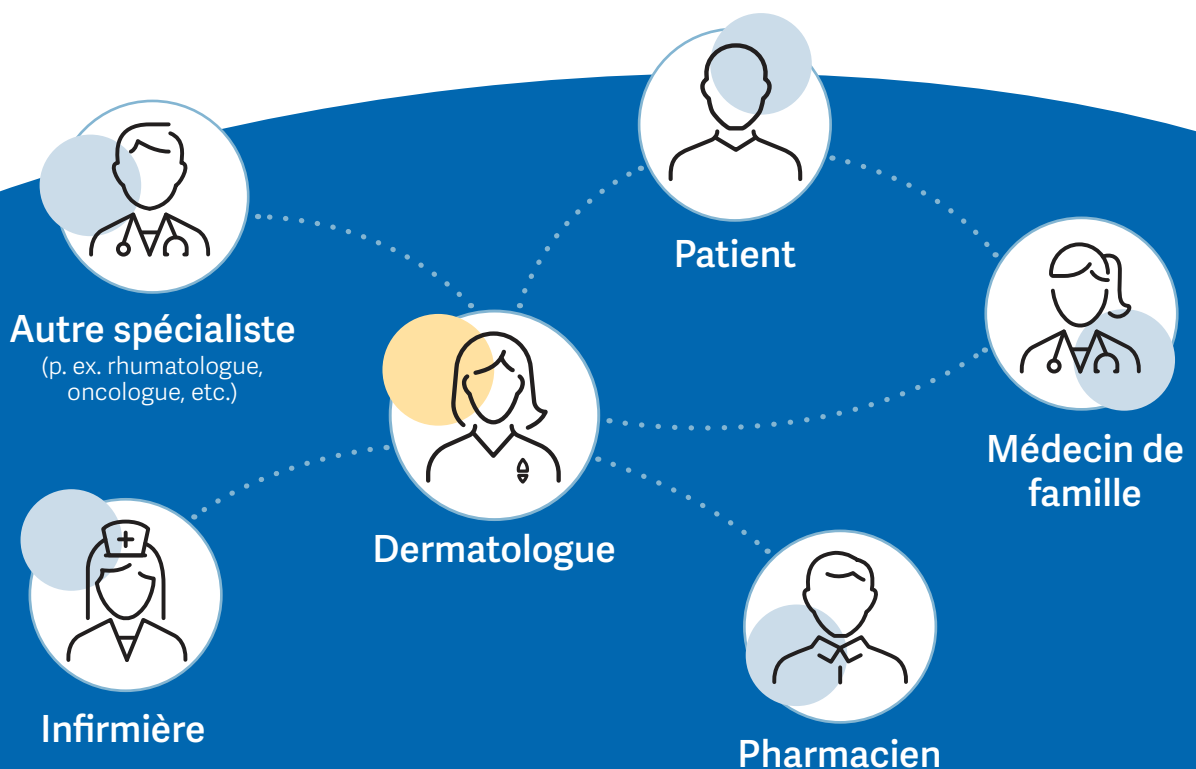 Patient
Autre spécialiste
(p. ex. rhumatologue,
oncologue, etc.)
Médecin de
famille
Dermatologue
Infirmière
Pharmacien